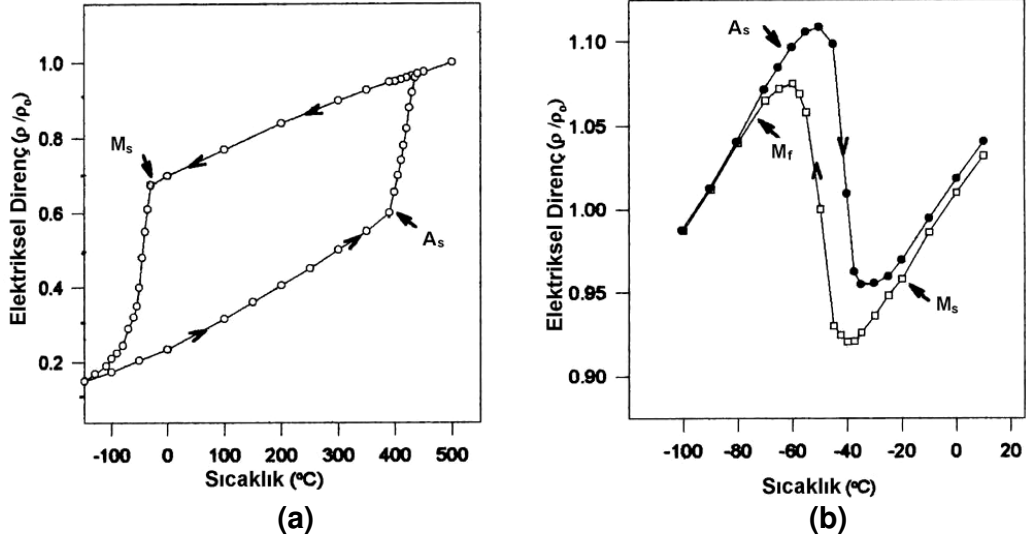 Elektriksel Direnç (ρ /ρ₀)
1.0
0.8
0.6
0.4
0.2
Mₛ
Aₛ
-100 0 100 200 300 400 500
Sıcaklık (ºC)
(a)
Elektriksel Direnç (ρ /ρ₀)
1.10
1.05
1.00
0.95
0.90
Aₛ
M_f
Mₛ
-100 -80 -60 -40 -20 0 20
Sıcaklık (ºC)
(b)